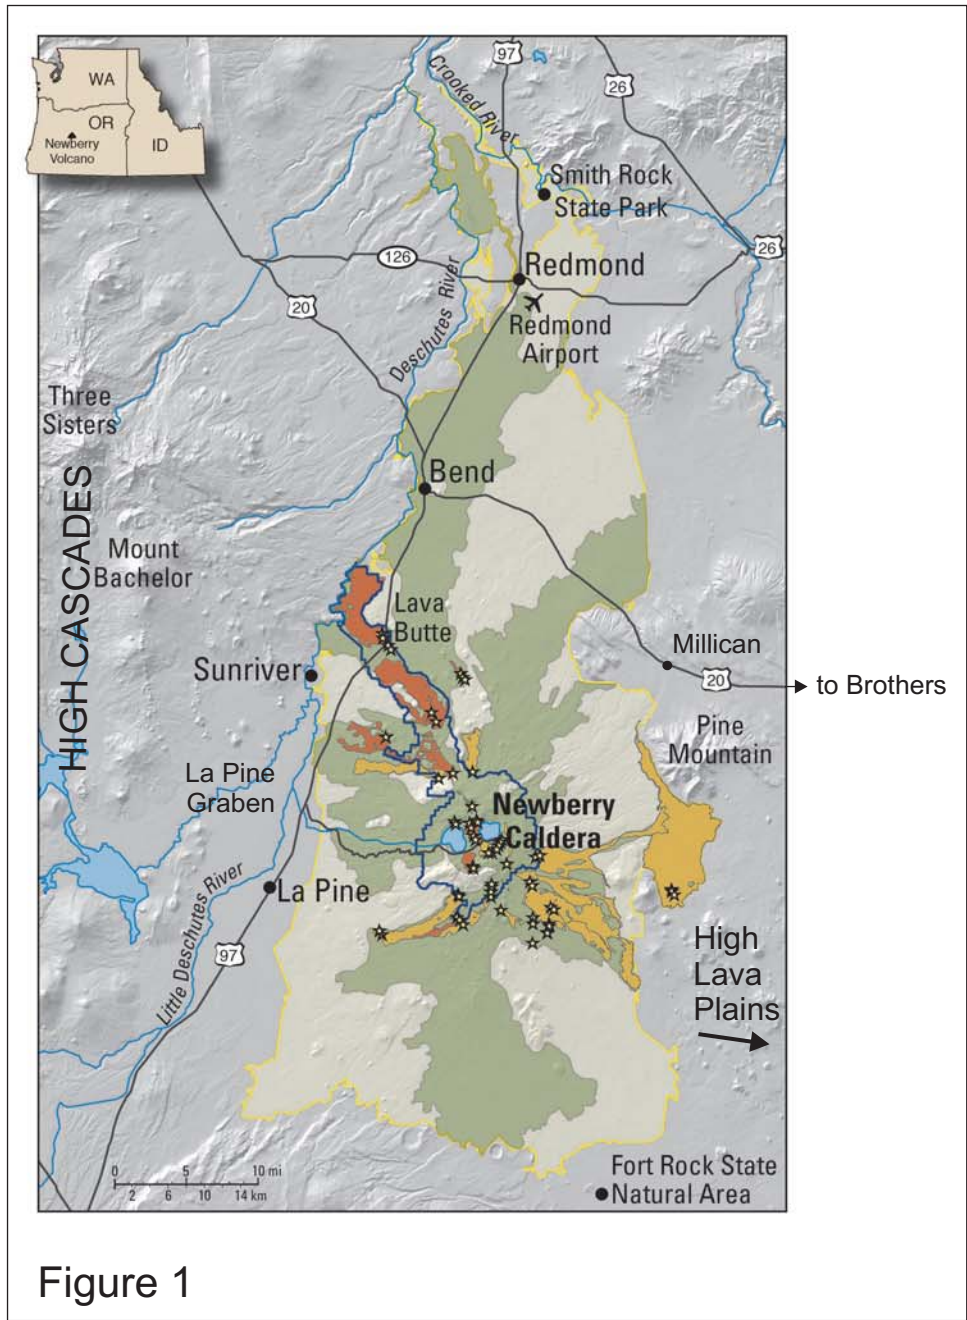 97
26
WA
OR
ID
Newberry
Volcano
Crooked River
Smith Rock
State Park
26
126
Redmond
20
Deschutes River
Redmond
Airport
Three
Sisters
Bend
HIGH CASCADES
Mount
Bachelor
Lava
Butte
Millican
Sunriver
20
to Brothers
Pine
Mountain
La Pine
Graben
Newberry
Caldera
La Pine
Little Deschutes River
97
High
Lava
Plains
0 5 10 mi
2 6 10 14 km
Fort Rock State
Natural Area
Figure 1